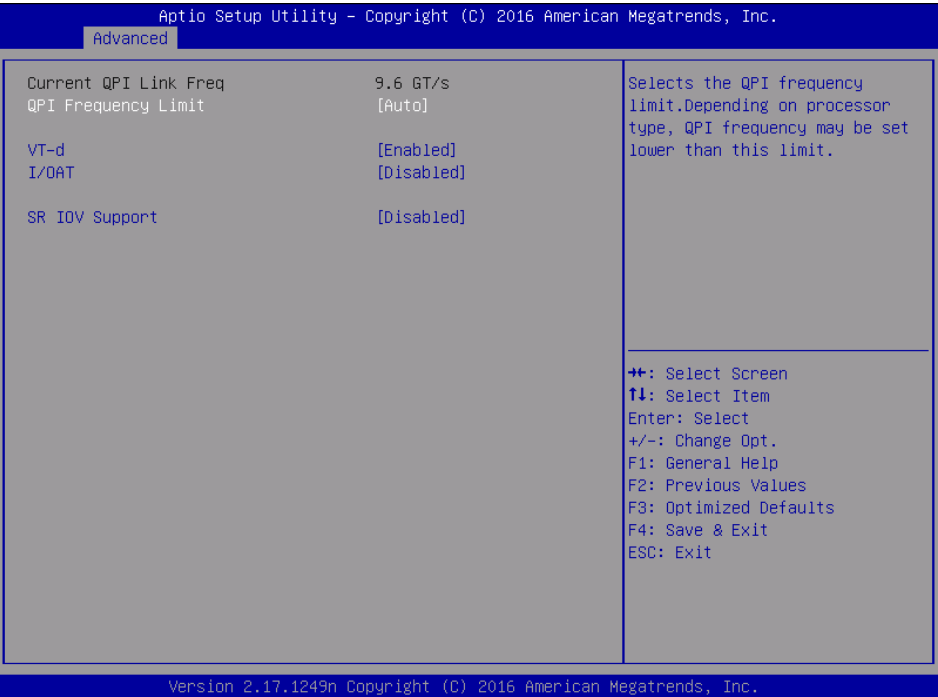 Aptio Setup Utility – Copyright (C) 2016 American Megatrends, Inc.
Advanced
Current QPI Link Freq 9.6 GT/s
QPI Frequency Limit [Auto]
VT-d [Enabled]
I/OAT [Disabled]
SR IOV Support [Disabled]
Selects the QPI frequency
limit.Depending on processor
type, QPI frequency may be set
lower than this limit.
→←: Select Screen
↑↓: Select Item
Enter: Select
+/-: Change Opt.
F1: General Help
F2: Previous Values
F3: Optimized Defaults
F4: Save & Exit
ESC: Exit
Version 2.17.1249n Copyright (C) 2016 American Megatrends, Inc.